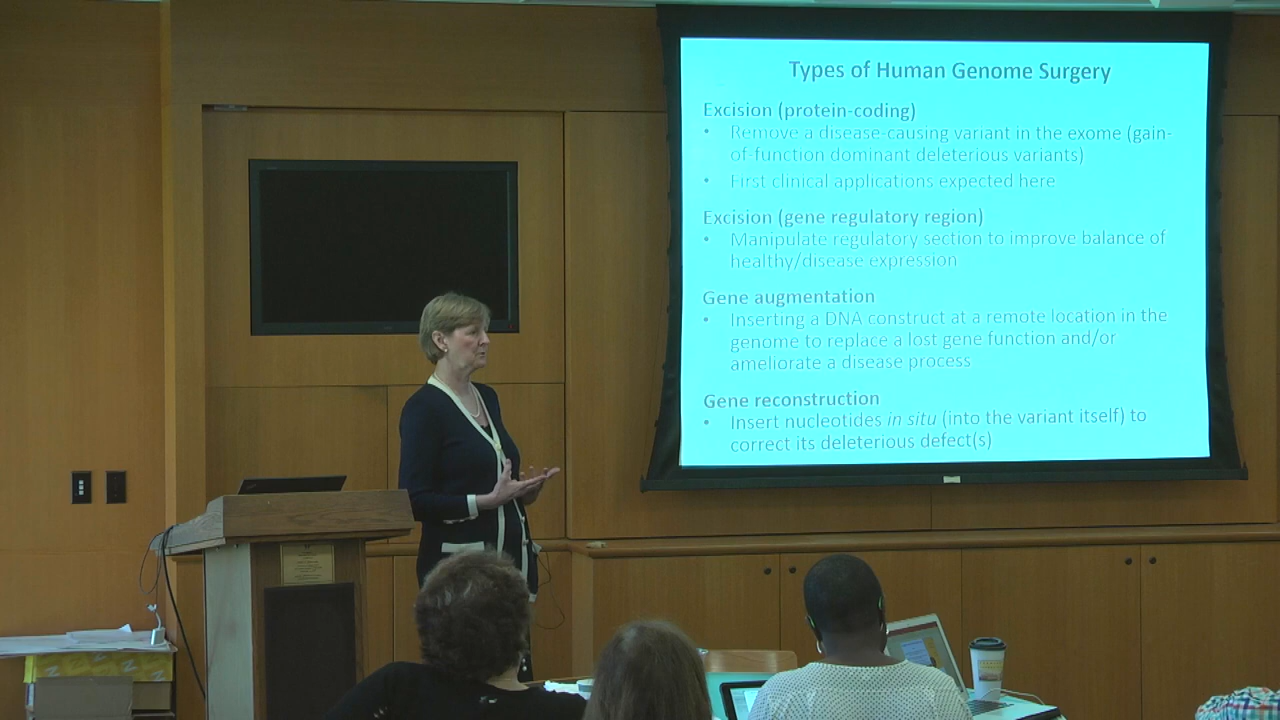 Types of Human Genome Surgery
Excision (protein-coding)
• Remove a disease-causing variant in the exome (gain-
of-function dominant deleterious variants)
• First clinical applications expected here
Excision (gene regulatory region)
• Manipulate regulatory section to improve balance of
healthy/disease expression
Gene augmentation
• Inserting a DNA construct at a remote location in the
genome to replace a lost gene function and/or
ameliorate a disease process
Gene reconstruction
• Insert nucleotides in situ (into the variant itself) to
correct its deleterious defect(s)